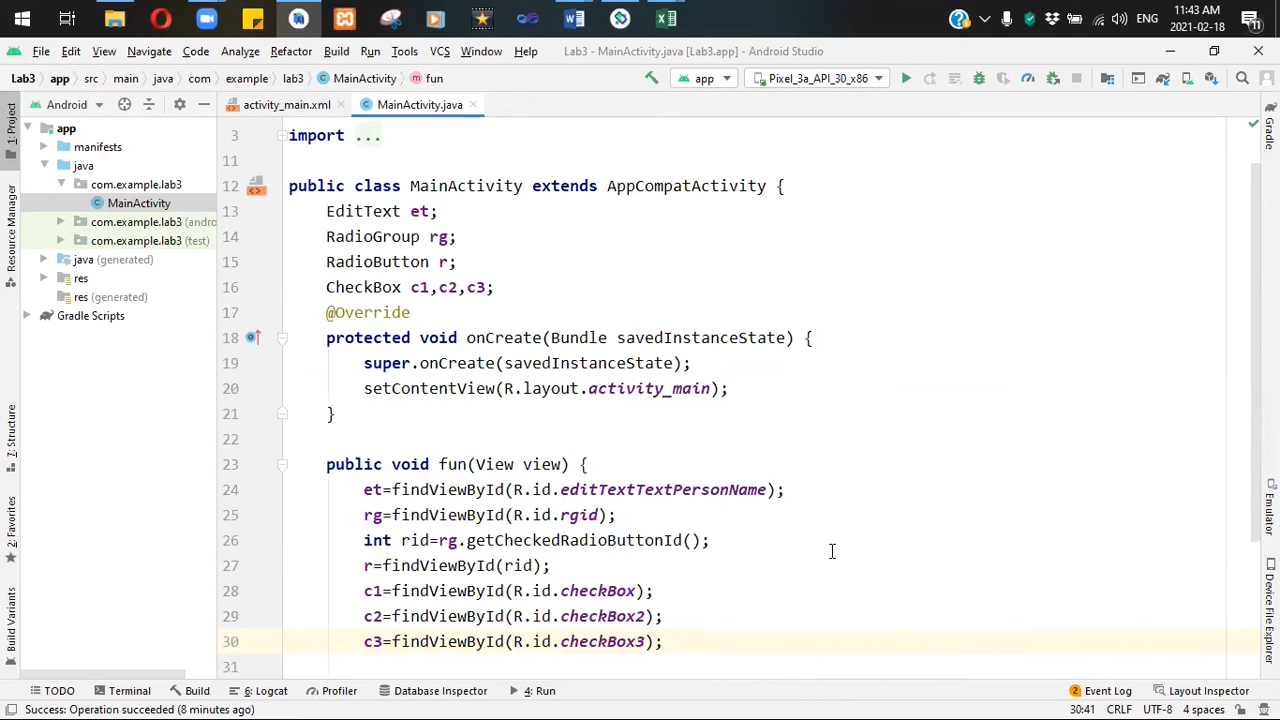 ENG
11:43 AM
2021-02-18
11
File Edit View Navigate Code Analyze Refactor Build Run Tools VCS Window Help Lab3 - MainActivity.java [Lab3.app] - Android Studio
Lab3 app src main java com example lab3 MainActivity fun app Pixel_3a_API_30_x86
Android activity_main.xml MainActivity.java
1: Project
Resource Manager
Z: Structure
2: Favorites
Build Variants
app
manifests
java
com.example.lab3
MainActivity
com.example.lab3 (andro
com.example.lab3 (test)
java (generated)
res
res (generated)
Gradle Scripts
3 import ...
11
12 public class MainActivity extends AppCompatActivity {
13 EditText et;
14 RadioGroup rg;
15 RadioButton r;
16 CheckBox c1,c2,c3;
17 @Override
18 protected void onCreate(Bundle savedInstanceState) {
19 super.onCreate(savedInstanceState);
20 setContentView(R.layout.activity_main);
21 }
22
23 public void fun(View view) {
24 et=findViewById(R.id.editTextTextPersonName);
25 rg=findViewById(R.id.rgid);
26 int rid=rg.getCheckedRadioButtonId();
27 r=findViewById(rid);
28 c1=findViewById(R.id.checkBox);
29 c2=findViewById(R.id.checkBox2);
30 c3=findViewById(R.id.checkBox3);
31
Gradle
Emulator
Device File Explorer
TODO Terminal Build 6: Logcat Profiler Database Inspector 4: Run 2 Event Log Layout Inspector
Success: Operation succeeded (8 minutes ago) 30:41 CRLF UTF-8 4 spaces